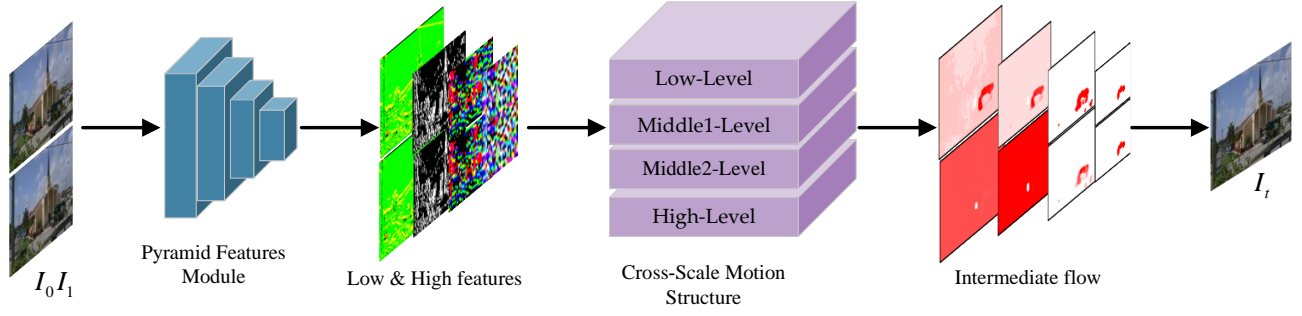 Low-Level
Middle1-Level
Middle2-Level
High-Level
I₀I₁
Pyramid Features
Module
Low & High features
Cross-Scale Motion
Structure
Intermediate flow
Iₜ